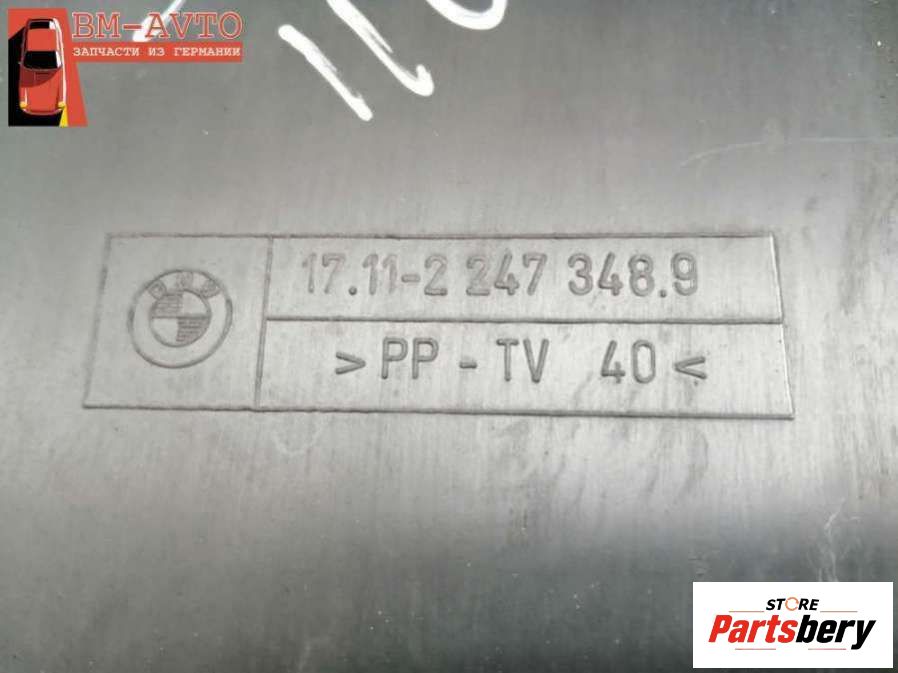 BM-AVTO
ЗАПЧАСТИ ИЗ ГЕРМАНИИ
17.11-2 247 348.9
>PP - TV 40<
STORE
Partsbery